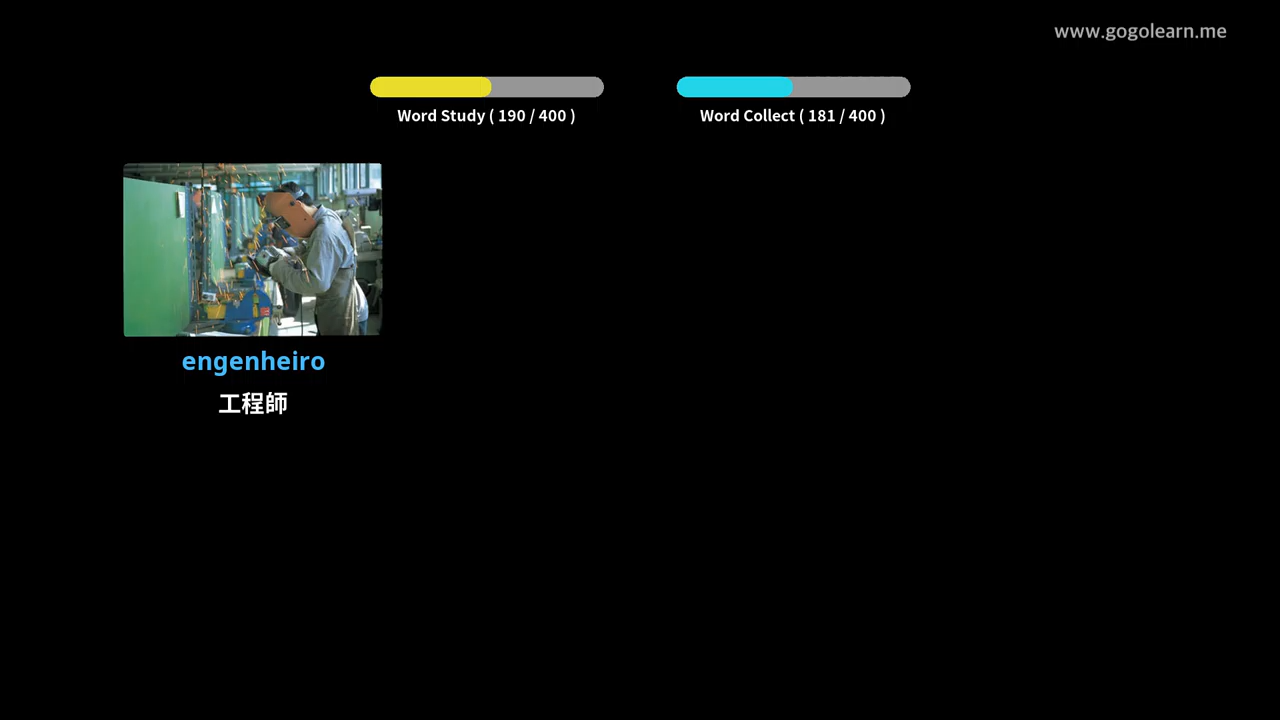 www.gogolearn.me
Word Study ( 190 / 400 )
Word Collect ( 181 / 400 )
engenheiro
工程師